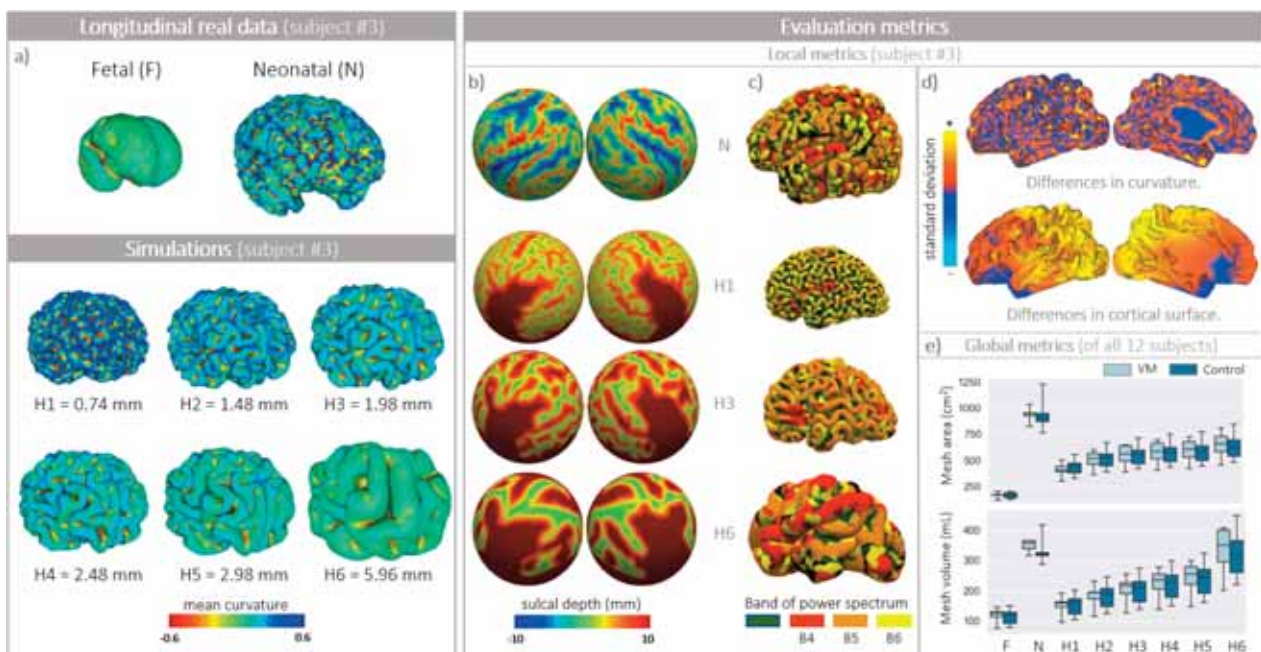 Longitudinal real data (subject #3)
a)
Fetal (F)
Neonatal (N)
Simulations (subject #3)
H1 = 0.74 mm
H2 = 1.48 mm
H3 = 1.98 mm
H4 = 2.48 mm
H5 = 2.98 mm
H6 = 5.96 mm
mean curvature
-0.6
0.6
Evaluation metrics
Local metrics (subject #3)
b)
N
H1
H3
H6
sulcal depth (mm)
-10
10
c)
Band of power spectrum
B4
B5
B6
d)
+
standard deviation
-
Differences in curvature.
Differences in cortical surface.
e)
Global metrics (of all 12 subjects)
VM
Control
Mesh area (cm²)
1250
1000
750
500
250
Mesh volume (mL)
400
300
200
100
F
N
H1
H2
H3
H4
H5
H6